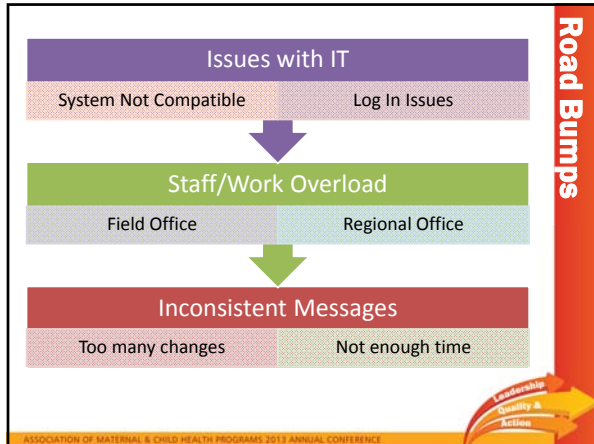 Road Bumps
Issues with IT
System Not Compatible
Log In Issues
Staff/Work Overload
Field Office
Regional Office
Inconsistent Messages
Too many changes
Not enough time
Leadership
Quality &
Action
ASSOCIATION OF MATERNAL & CHILD HEALTH PROGRAMS 2013 ANNUAL CONFERENCE